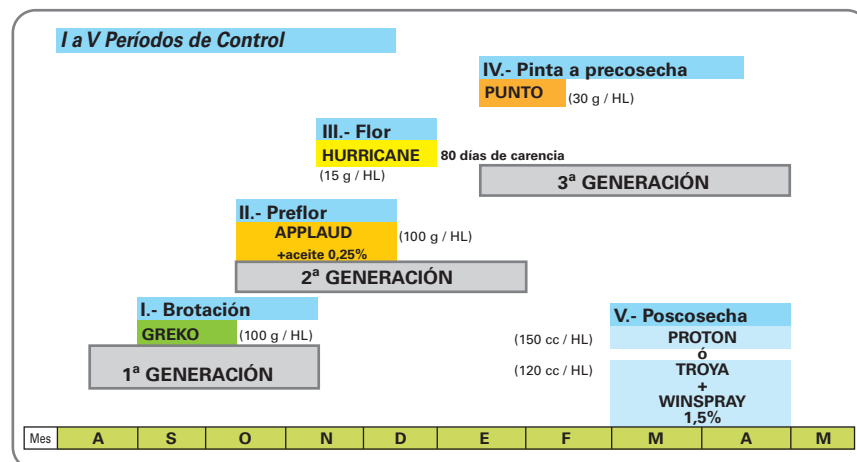 I a V Períodos de Control
IV.- Pinta a precosecha
PUNTO (30 g / HL)
III.- Flor
HURRICANE 80 días de carencia
(15 g / HL)
3ª GENERACIÓN
II.- Preflor
APPLAUD (100 g / HL)
+aceite 0,25%
2ª GENERACIÓN
I.- Brotación
GREKO (100 g / HL)
1ª GENERACIÓN
V.- Poscosecha
(150 cc / HL) PROTON
ó
(120 cc / HL) TROYA
+
WINSPRAY
1,5%
Mes A S O N D E F M A M